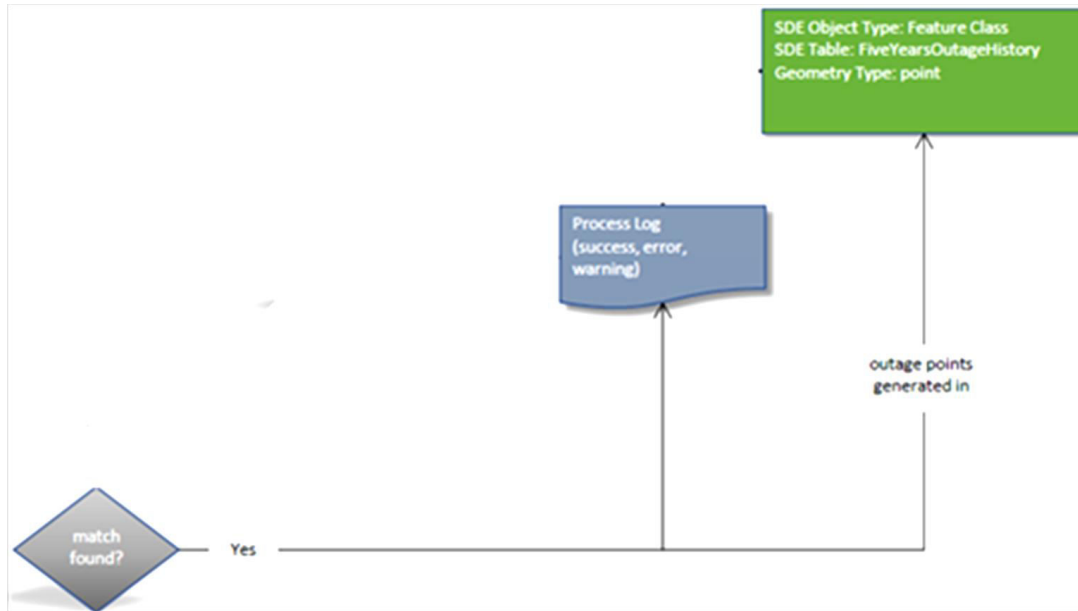 SDE Object Type: Feature Class
SDE Table: FiveYearsOutageHistory
Geometry Type: point
Process Log
(success, error,
warning)
outage points
generated in
match
found?
Yes